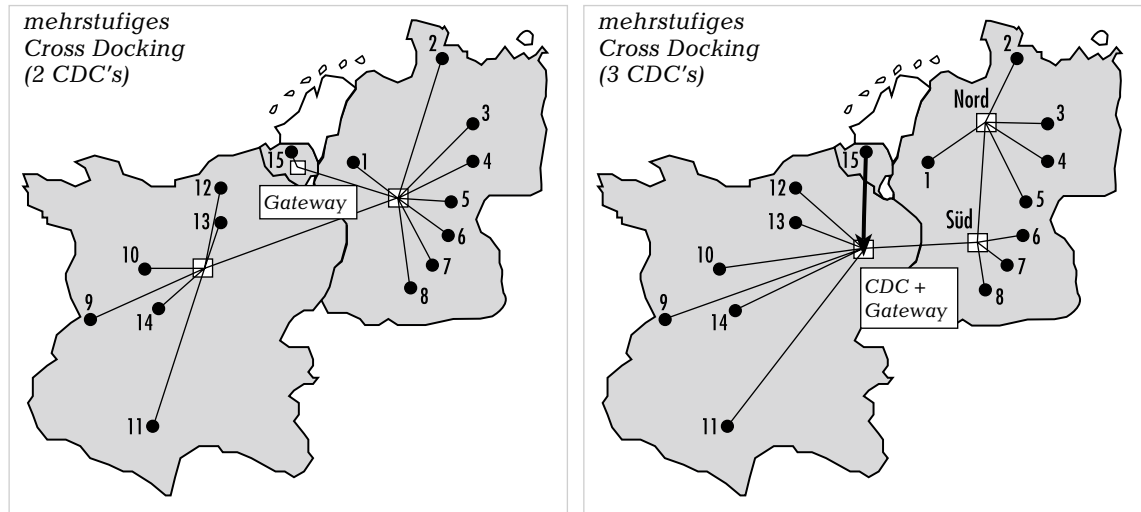 mehrstufiges
Cross Docking
(2 CDC's)
2
3
4
1
15
12
Gateway
5
13
6
10
7
8
9
14
11
mehrstufiges
Cross Docking
(3 CDC's)
2
Nord
3
15
4
1
12
5
13
Süd
6
10
7
CDC +
Gateway
8
9
14
11